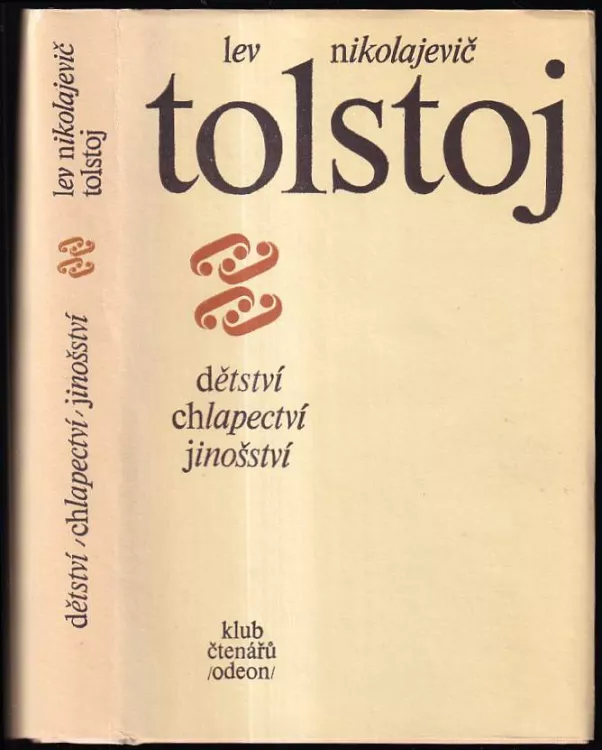 lev nikolajevič
tolstoj
dětství
chlapectví
jinošství
klub
čtenářů
/odeon/
lev nikolajevič
tolstoj
dětství/chlapectví/jinošství